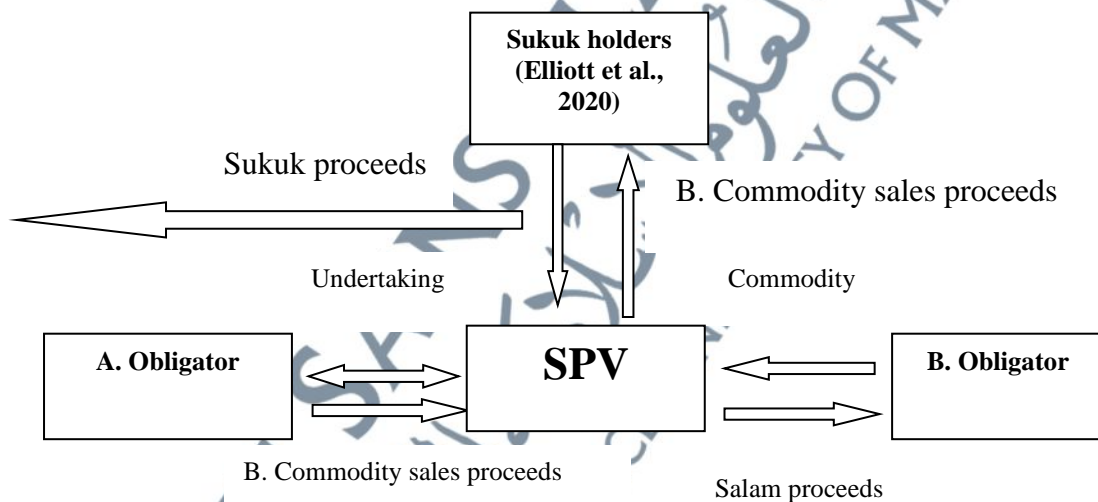 Sukuk holders
(Elliott et al.,
2020)
Sukuk proceeds
B. Commodity sales proceeds
Undertaking
Commodity
A. Obligator
SPV
B. Obligator
B. Commodity sales proceeds
Salam proceeds